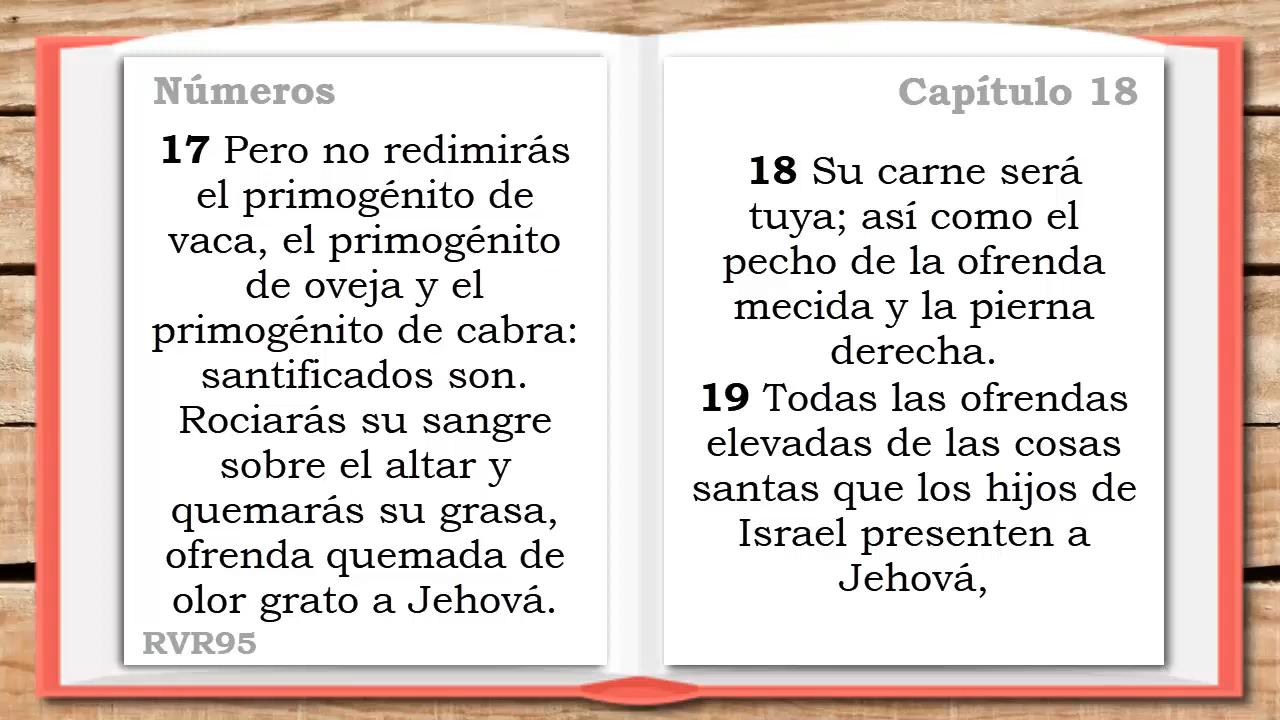 Números
17 Pero no redimirás
el primogénito de
vaca, el primogénito
de oveja y el
primogénito de cabra:
santificados son.
Rociarás su sangre
sobre el altar y
quemarás su grasa,
ofrenda quemada de
olor grato a Jehová.
RVR95
Capítulo 18
18 Su carne será
tuya; así como el
pecho de la ofrenda
mecida y la pierna
derecha.
19 Todas las ofrendas
elevadas de las cosas
santas que los hijos de
Israel presenten a
Jehová,